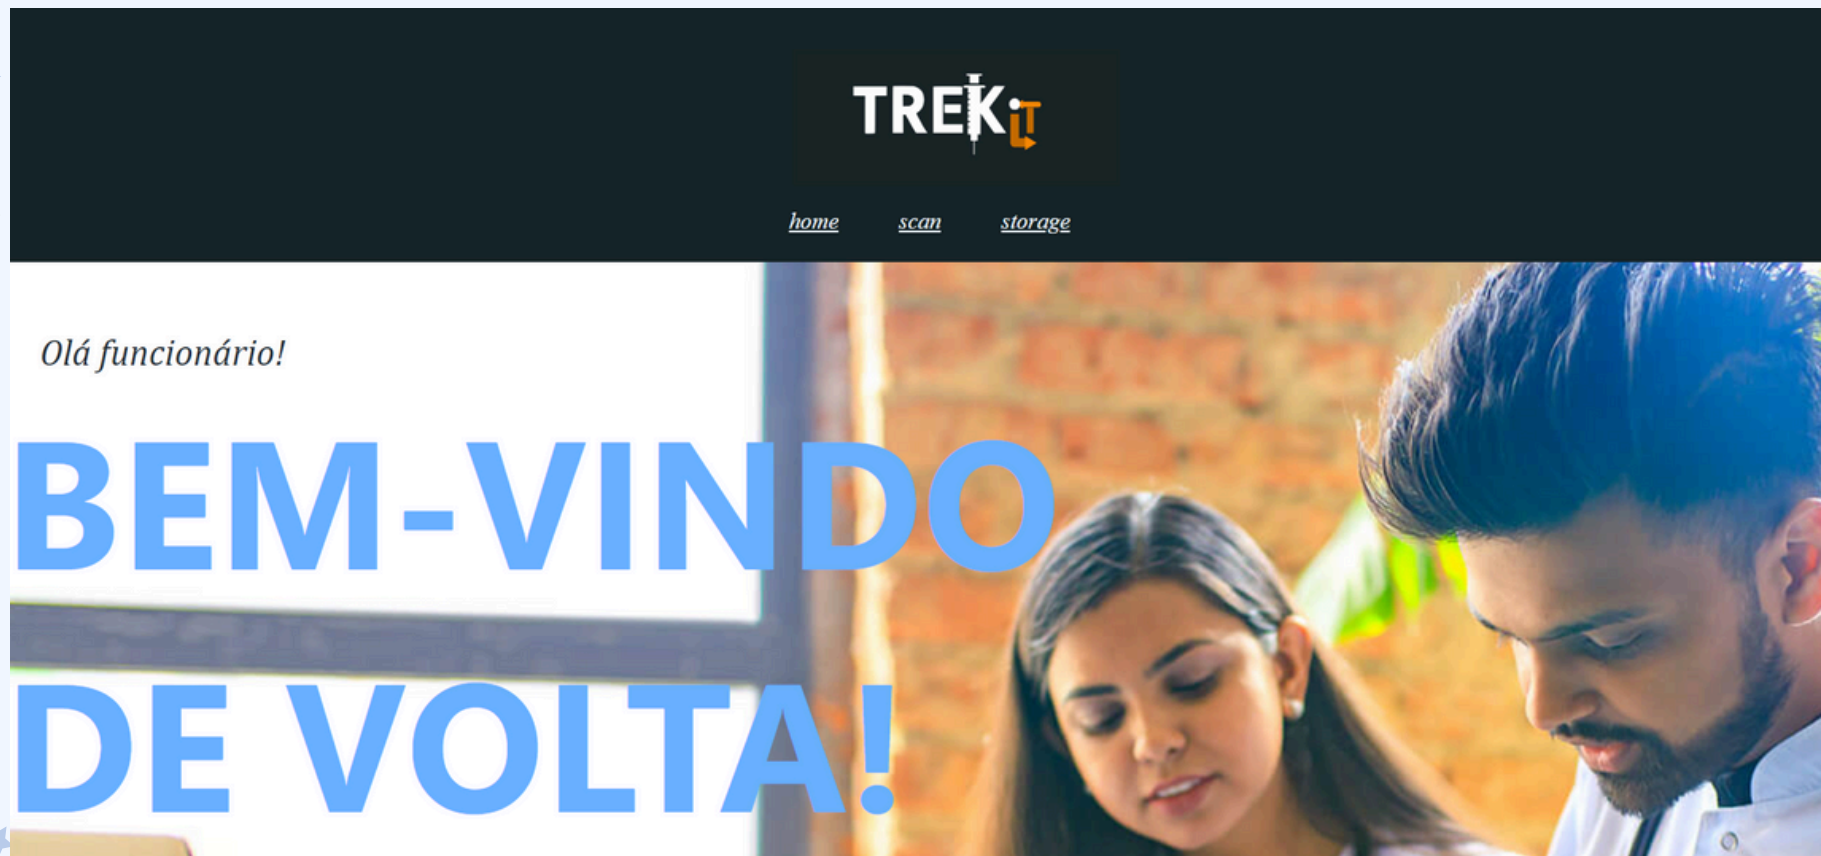 TREKiT
home scan storage
Olá funcionário!
BEM-VINDO
DE VOLTA!